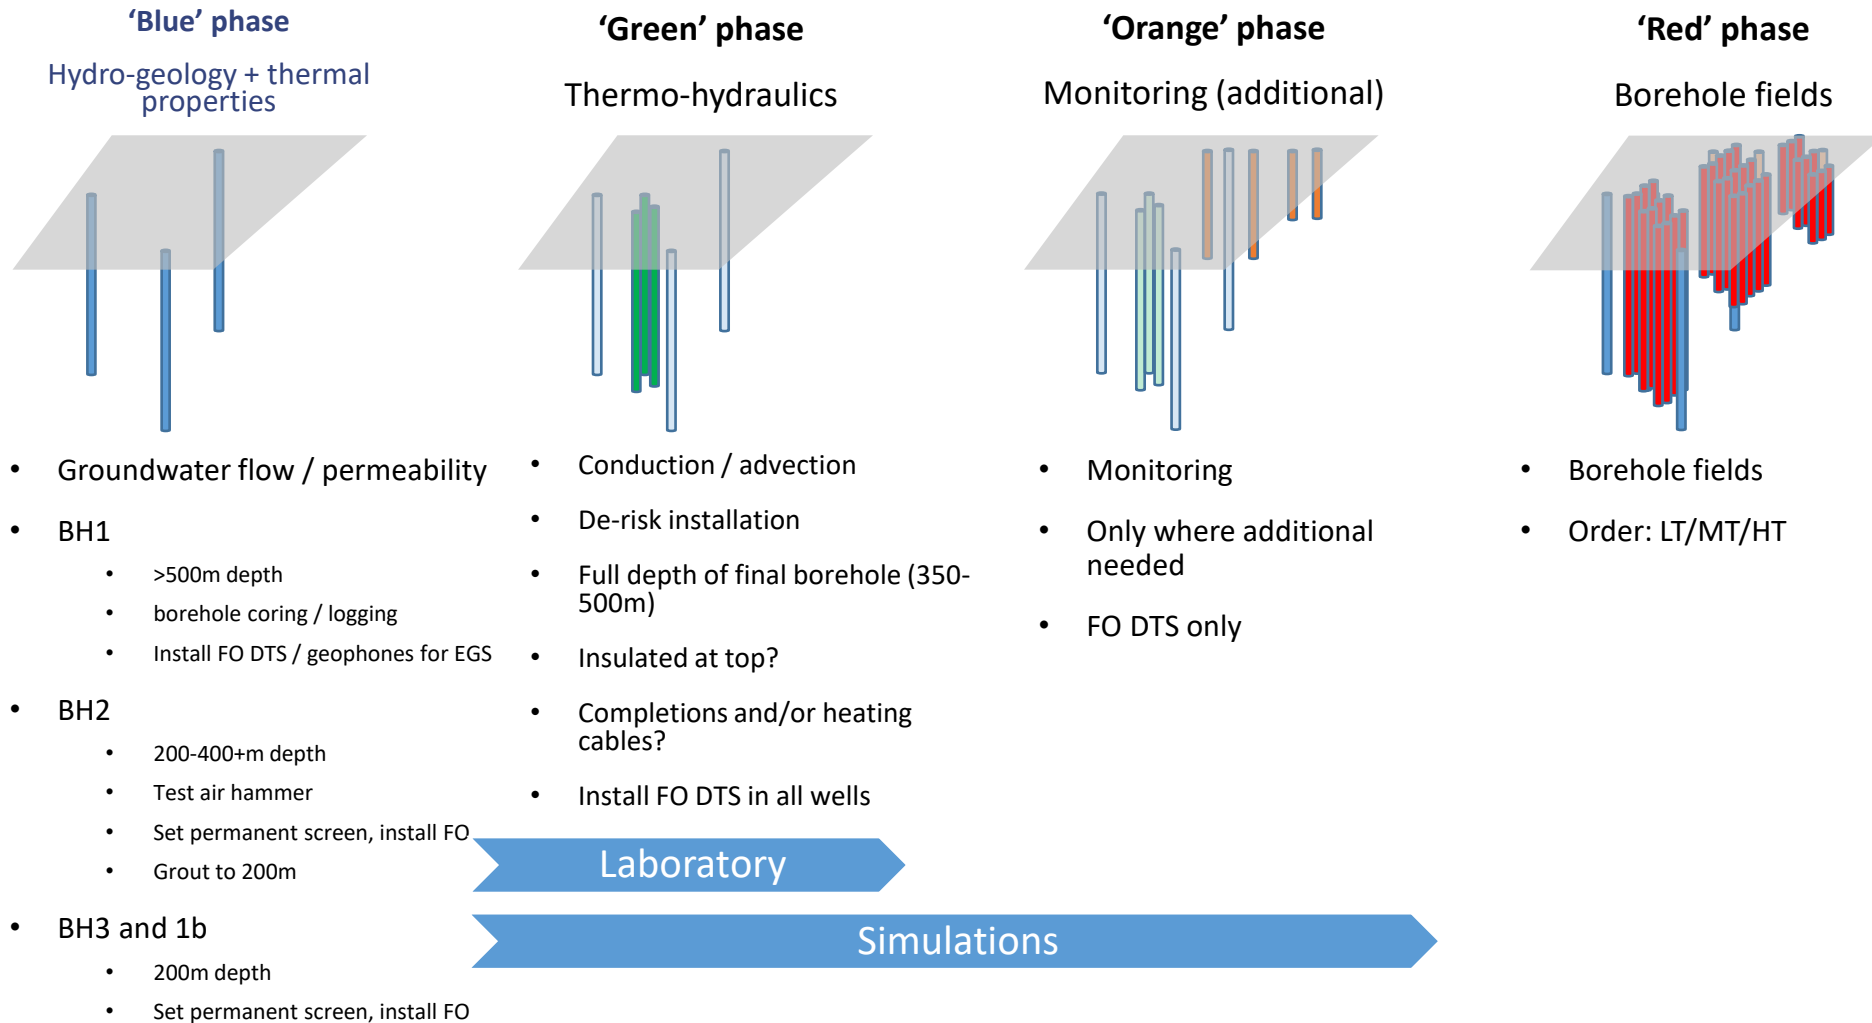 ‘Blue’ phase
Hydro-geology + thermal
properties
• Groundwater flow / permeability
• BH1
• >500m depth
• borehole coring / logging
• Install FO DTS / geophones for EGS
• BH2
• 200-400+m depth
• Test air hammer
• Set permanent screen, install FO
• Grout to 200m
• BH3 and 1b
• 200m depth
• Set permanent screen, install FO
‘Green’ phase
Thermo-hydraulics
• Conduction / advection
• De-risk installation
• Full depth of final borehole (350-
500m)
• Insulated at top?
• Completions and/or heating
cables?
• Install FO DTS in all wells
‘Orange’ phase
Monitoring (additional)
• Monitoring
• Only where additional
needed
• FO DTS only
‘Red’ phase
Borehole fields
• Borehole fields
• Order: LT/MT/HT
Laboratory
Simulations